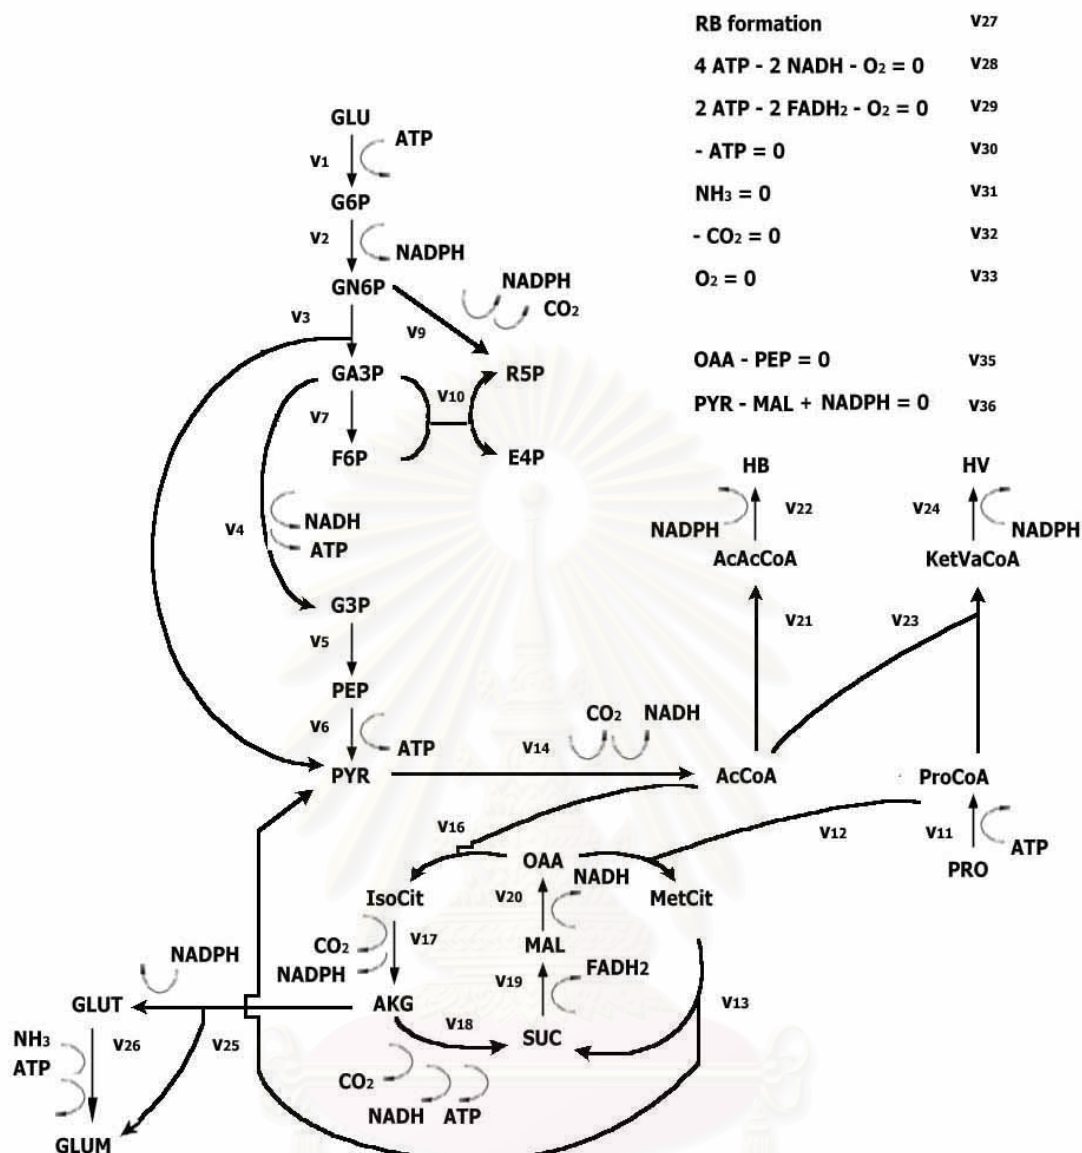 RB formation V27
4 ATP - 2 NADH - O2 = 0 V28
2 ATP - 2 FADH2 - O2 = 0 V29
- ATP = 0 V30
NH3 = 0 V31
- CO2 = 0 V32
O2 = 0 V33
OAA - PEP = 0 V35
PYR - MAL + NADPH = 0 V36
GLU
ATP
V1
G6P
V2
NADPH
GN6P
NADPH
CO2
V3
V9
GA3P
R5P
V10
V7
F6P
E4P
V4
NADH
ATP
G3P
V5
PEP
V6
ATP
PYR
HB
HV
V22
V24
NADPH
NADPH
AcAcCoA
KetVaCoA
V21
V23
CO2
NADH
V14
AcCoA
ProCoA
V16
V12
V11
ATP
PRO
OAA
NADH
IsoCit
V20
MetCit
CO2
V17
MAL
NADPH
NADPH
FADH2
V19
GLUT
AKG
V18
V13
SUC
NH3
V26
V25
ATP
CO2
NADH
ATP
GLUM